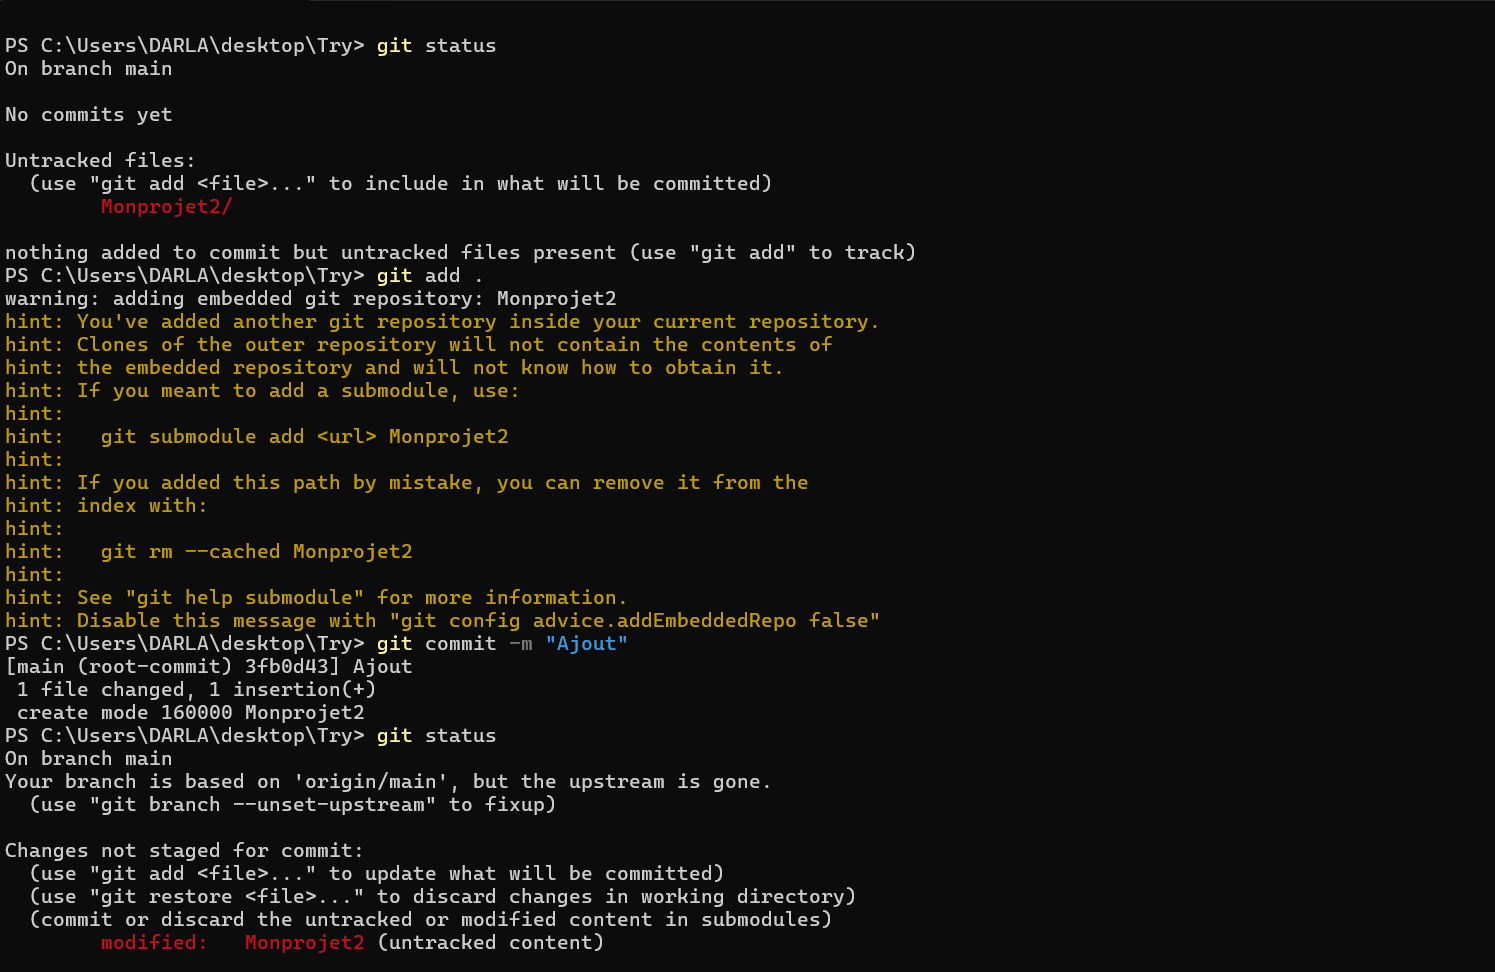 PS C:\Users\DARLA\desktop\Try> git status
On branch main
No commits yet
Untracked files:
  (use "git add <file>..." to include in what will be committed)
        Monprojet2/
nothing added to commit but untracked files present (use "git add" to track)
PS C:\Users\DARLA\desktop\Try> git add .
warning: adding embedded git repository: Monprojet2
hint: You've added another git repository inside your current repository.
hint: Clones of the outer repository will not contain the contents of
hint: the embedded repository and will not know how to obtain it.
hint: If you meant to add a submodule, use:
hint:
hint:   git submodule add <url> Monprojet2
hint:
hint: If you added this path by mistake, you can remove it from the
hint: index with:
hint:
hint:   git rm --cached Monprojet2
hint:
hint: See "git help submodule" for more information.
hint: Disable this message with "git config advice.addEmbeddedRepo false"
PS C:\Users\DARLA\desktop\Try> git commit -m "Ajout"
[main (root-commit) 3fb0d43] Ajout
 1 file changed, 1 insertion(+)
 create mode 160000 Monprojet2
PS C:\Users\DARLA\desktop\Try> git status
On branch main
Your branch is based on 'origin/main', but the upstream is gone.
  (use "git branch --unset-upstream" to fixup)
Changes not staged for commit:
  (use "git add <file>..." to update what will be committed)
  (use "git restore <file>..." to discard changes in working directory)
  (commit or discard the untracked or modified content in submodules)
        modified:   Monprojet2 (untracked content)